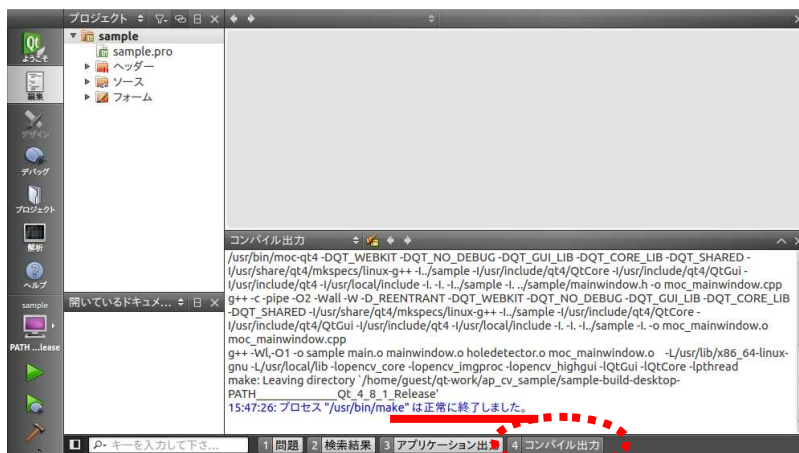 プロジェクト
sample
sample.pro
ヘッダー
ソース
フォーム
Qt
ようこそ
編集
デザイン
デバッグ
プロジェクト
解析
ヘルプ
sample
PATH ...lease
開いているドキュメ...
コンパイル出力
/usr/bin/moc-qt4 -DQT_WEBKIT -DQT_NO_DEBUG -DQT_GUI_LIB -DQT_CORE_LIB -DQT_SHARED -
I/usr/share/qt4/mkspecs/linux-g++ -I../sample -I/usr/include/qt4/QtCore -I/usr/include/qt4/QtGui -
I/usr/include/qt4 -I/usr/local/include -I. -I. -I../sample -I. ../sample/mainwindow.h -o moc_mainwindow.cpp
g++ -c -pipe -O2 -Wall -W -D_REENTRANT -DQT_WEBKIT -DQT_NO_DEBUG -DQT_GUI_LIB -DQT_CORE_LIB
-DQT_SHARED -I/usr/share/qt4/mkspecs/linux-g++ -I../sample -I/usr/include/qt4/QtCore -
I/usr/include/qt4/QtGui -I/usr/include/qt4 -I/usr/local/include -I. -I. -I../sample -I. -o moc_mainwindow.o
moc_mainwindow.cpp
g++ -Wl,-O1 -o sample main.o mainwindow.o holedetector.o moc_mainwindow.o -L/usr/lib/x86_64-linux-
gnu -L/usr/local/lib -lopencv_core -lopencv_imgproc -lopencv_highgui -lQtGui -lQtCore -lpthread
make: Leaving directory `/home/guest/qt-work/ap_cv_sample/sample-build-desktop-
PATH____________Qt_4_8_1_Release'
15:47:26: プロセス "/usr/bin/make" は正常に終了しました。
キーを入力して下さ...
1 問題 2 検索結果 3 アプリケーション出力 4 コンパイル出力